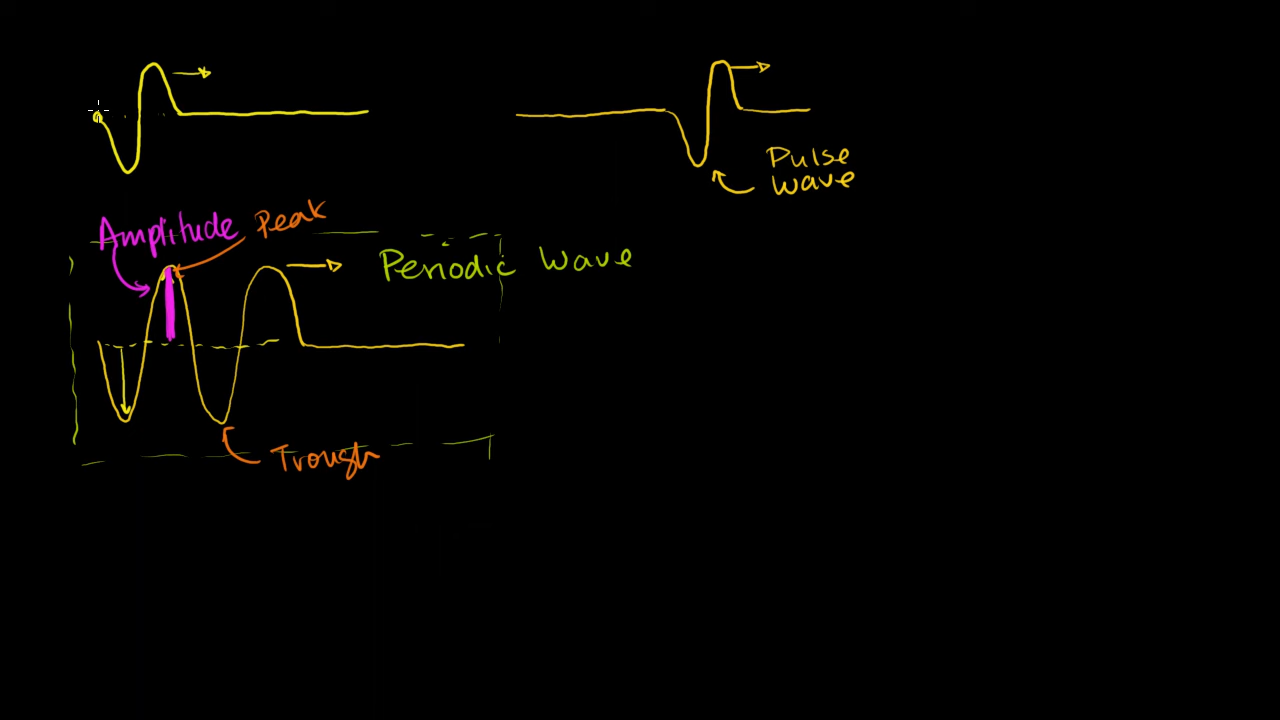 Pulse
wave
Amplitude
Peak
Periodic Wave
Trough